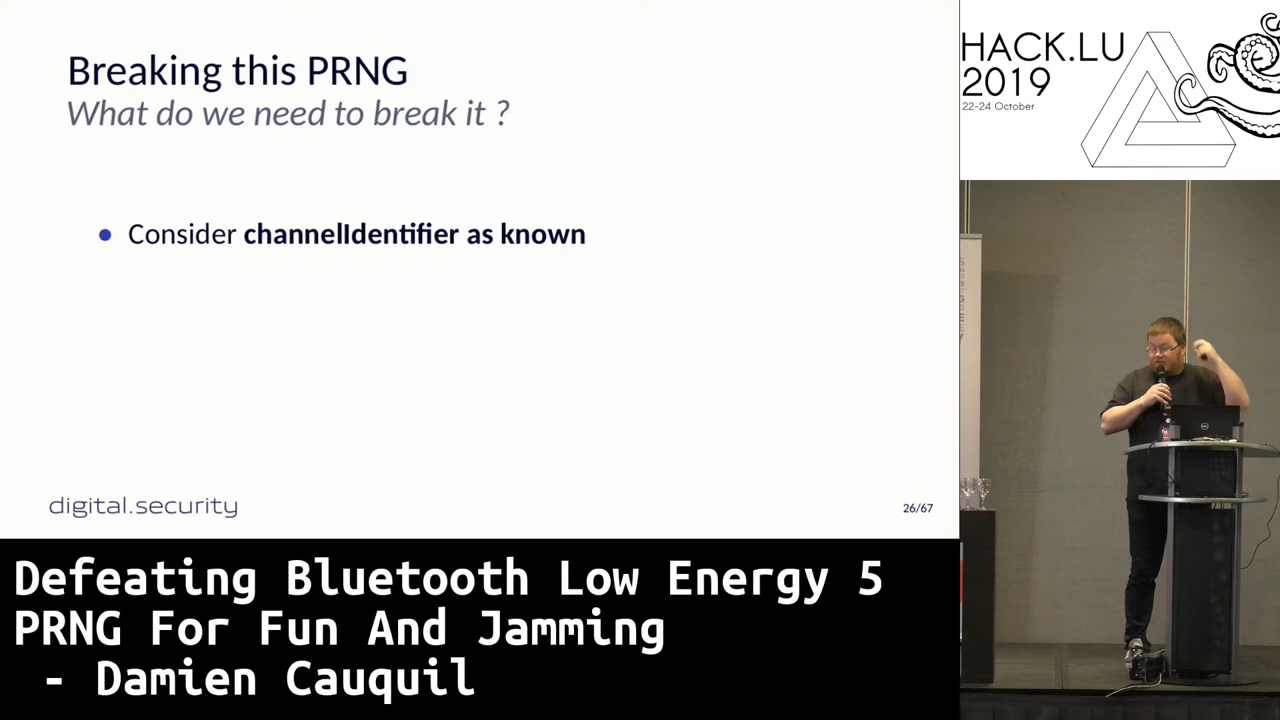 Breaking this PRNG
What do we need to break it ?
• Consider channelIdentifier as known
digital.security
26/67
HACK.LU
2019
22-24 October
Defeating Bluetooth Low Energy 5
PRNG For Fun And Jamming
- Damien Cauquil